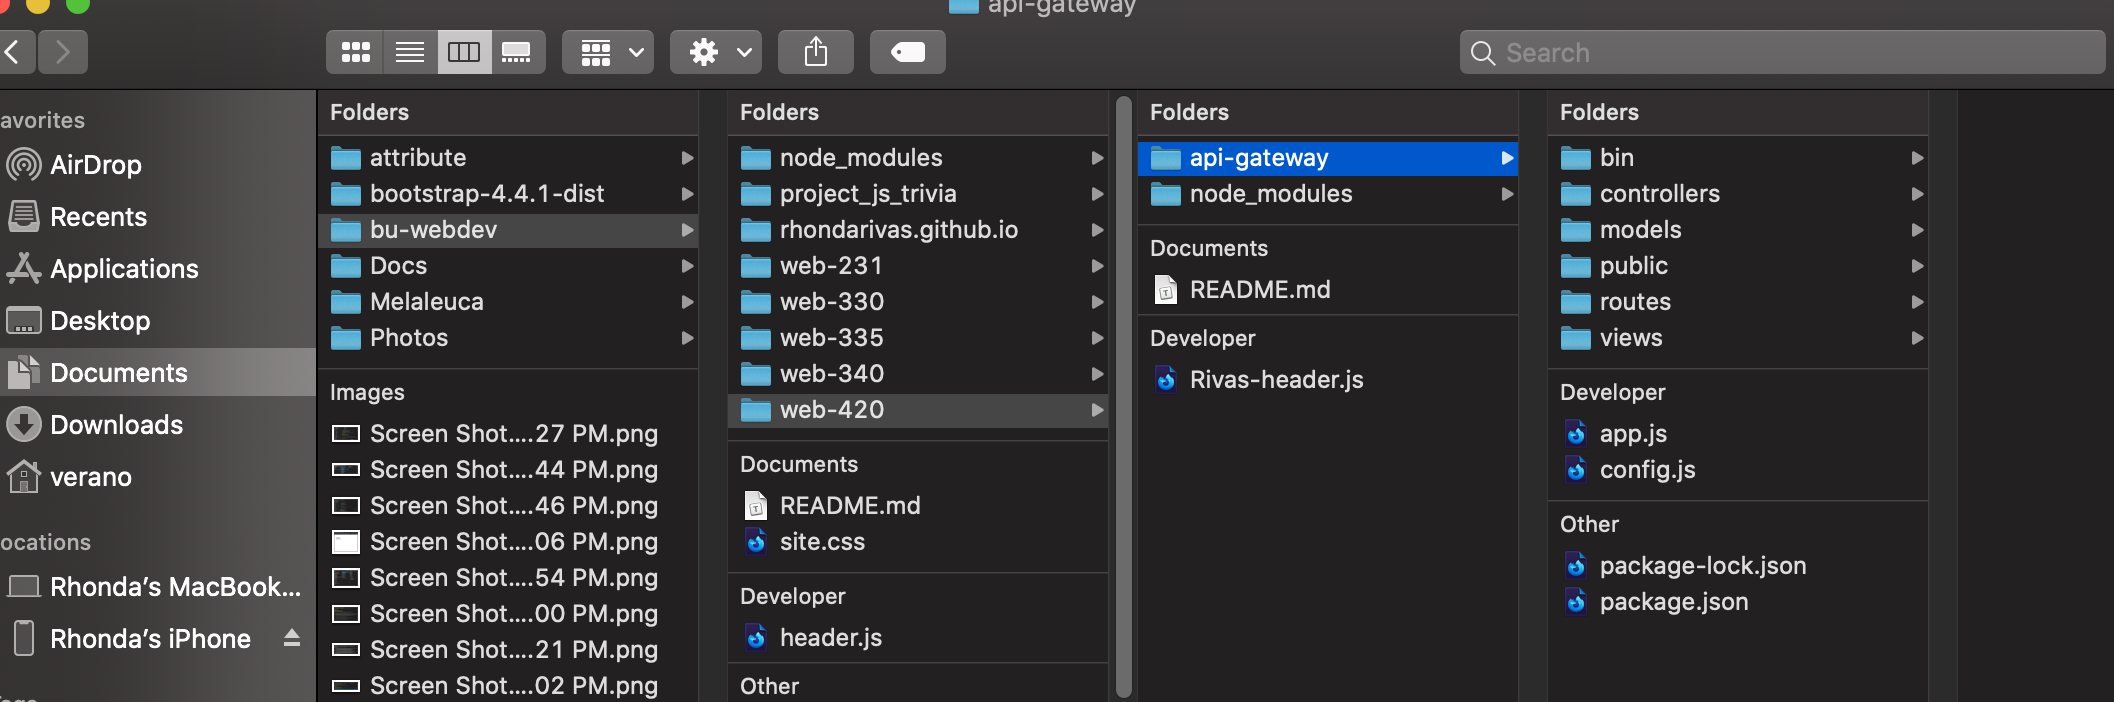 api-gateway
Search
avorites
AirDrop
Recents
Applications
Desktop
Documents
Downloads
verano
ocations
Rhonda’s MacBook...
Rhonda’s iPhone
Folders
attribute
bootstrap-4.4.1-dist
bu-webdev
Docs
Melaleuca
Photos
Images
Screen Shot....27 PM.png
Screen Shot....44 PM.png
Screen Shot....46 PM.png
Screen Shot....06 PM.png
Screen Shot....54 PM.png
Screen Shot....00 PM.png
Screen Shot....21 PM.png
Screen Shot....02 PM.png
Folders
node_modules
project_js_trivia
rhondarivas.github.io
web-231
web-330
web-335
web-340
web-420
Documents
README.md
site.css
Developer
header.js
Other
Folders
api-gateway
node_modules
Documents
README.md
Developer
Rivas-header.js
Folders
bin
controllers
models
public
routes
views
Developer
app.js
config.js
Other
package-lock.json
package.json